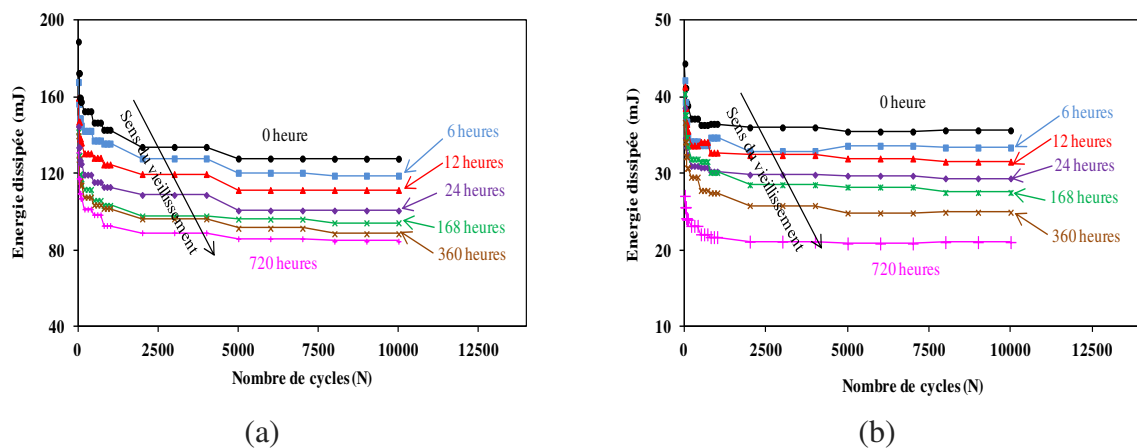 200
160
120
80
40
0
2500
5000
7500
10000
12500
Energie dissipée (mJ)
Nombre de cycles (N)
Sens du vieillissement
0 heure
6 heures
12 heures
24 heures
168 heures
360 heures
720 heures
(a)
50
40
30
20
10
0
2500
5000
7500
10000
12500
Energie dissipée (mJ)
Nombre de cycles (N)
Sens du vieillissement
0 heure
6 heures
12 heures
24 heures
168 heures
360 heures
720 heures
(b)